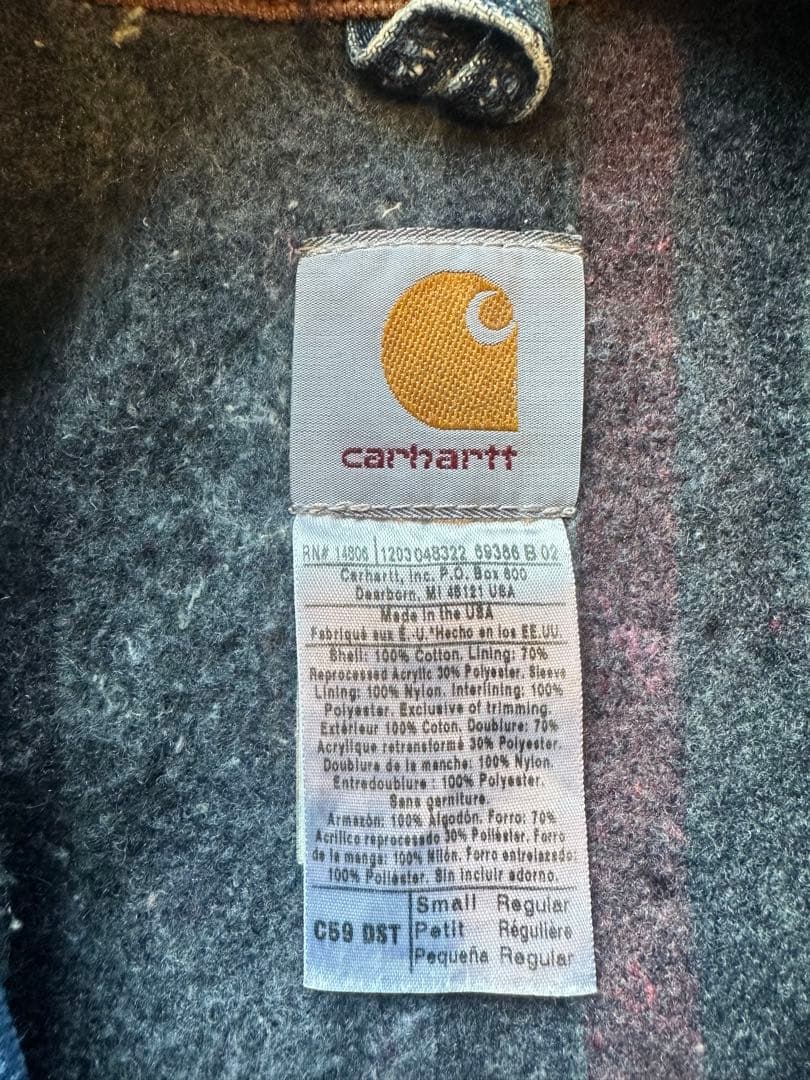 carhartt
RN# 14806 | 1203 048322 69366 B 02
Carhartt, Inc. P.O. Box 600
Dearborn, MI 48121 USA
Made in the USA
Fabriqué aux É.U.*Hecho en los EE.UU.
Shell: 100% Cotton. Lining: 70%
Reprocessed Acrylic 30% Polyester. Sleeve
Lining: 100% Nylon. Interlining: 100%
Polyester. Exclusive of trimming.
Extérieur 100% Coton. Doublure: 70%
Acrylique retransformé 30% Polyester.
Doublure de la manche: 100% Nylon.
Entredoublure : 100% Polyester.
Sans garniture.
Armazón: 100% Algodón. Forro: 70%
Acrílico reprocesado 30% Poliéster. Forro
de la manga: 100% Nilón. Forro entrelazado:
100% Poliéster. Sin incluir adorno.
C59 DST
Small Regular
Petit Régulière
Pequeña Regular